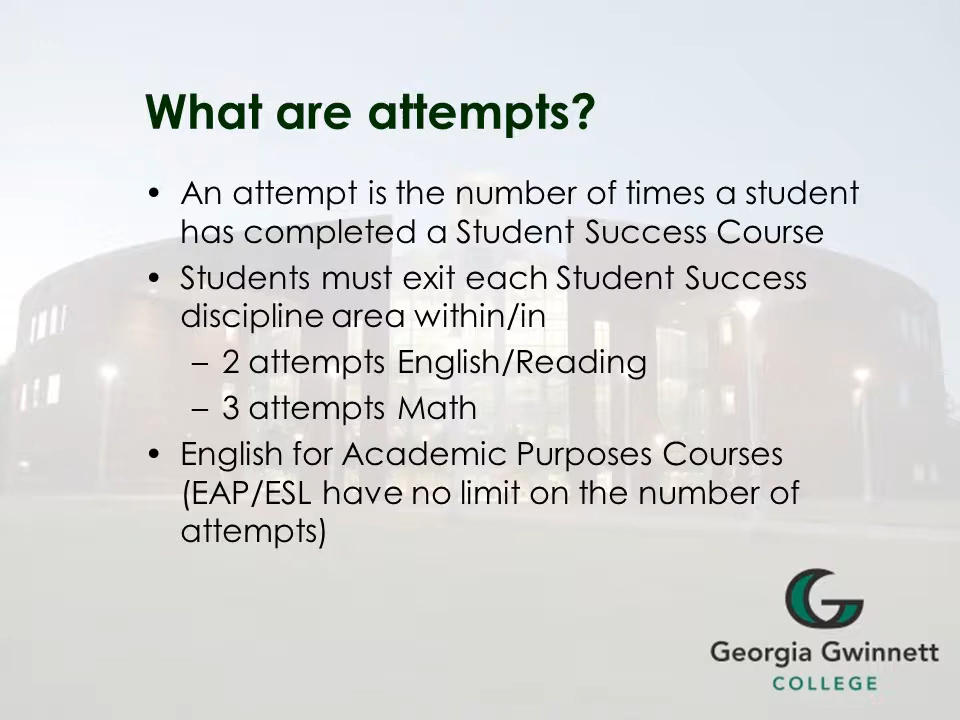 What are attempts?
• An attempt is the number of times a student
has completed a Student Success Course
• Students must exit each Student Success
discipline area within/in
– 2 attempts English/Reading
– 3 attempts Math
• English for Academic Purposes Courses
(EAP/ESL have no limit on the number of
attempts)
Georgia Gwinnett
COLLEGE